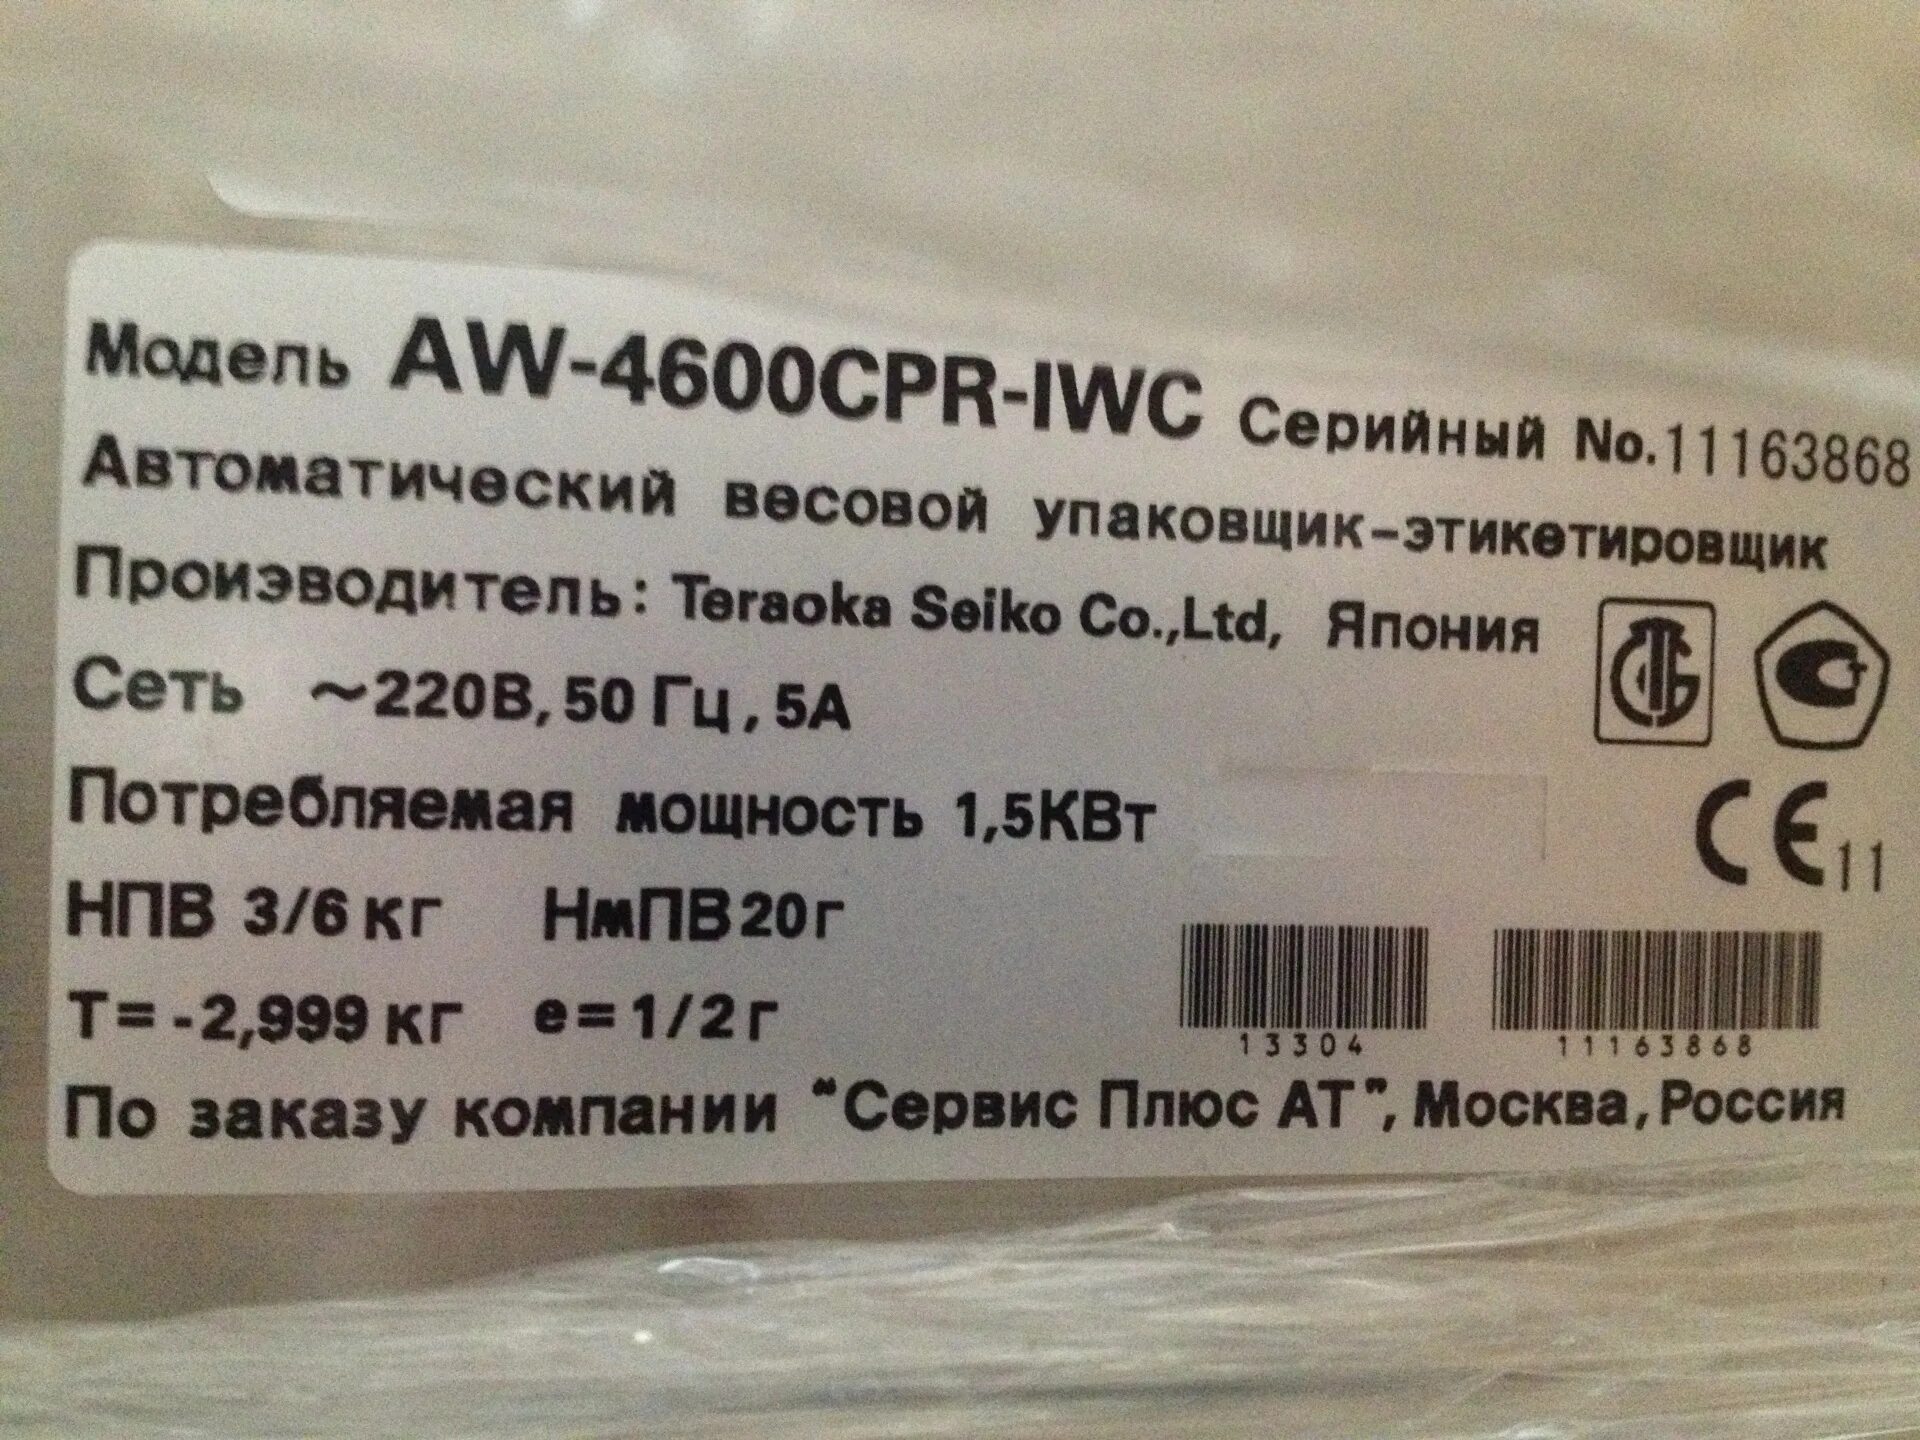 Модель AW-4600CPR-IWC Серийный No.11163868
Автоматический весовой упаковщик-этикетировщик
Производитель: Teraoka Seiko Co.,Ltd, Япония
Сеть ~220В, 50 Гц, 5А
Потребляемая мощность 1,5КВт
CE 11
НПВ 3/6 кг НмПВ 20г
Т= -2,999 кг е=1/2 г
13304 11163868
По заказу компании “Сервис Плюс АТ”, Москва, Россия